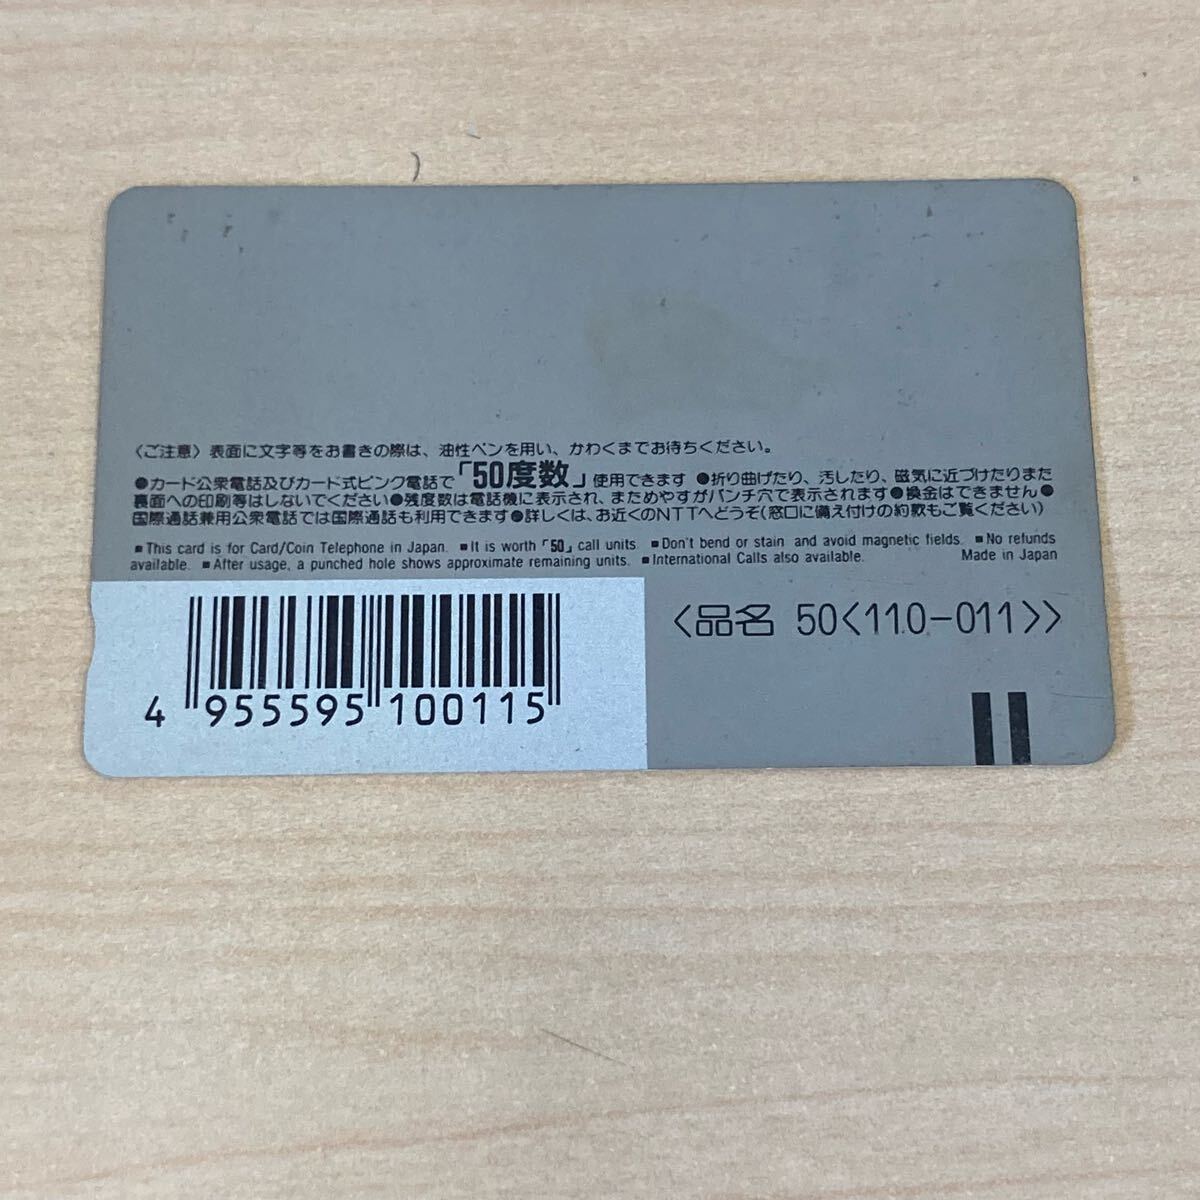 〈ご注意〉表面に文字等をお書きの際は、油性ペンを用い、かわくまでお待ちください。
●カード公衆電話及びカード式ピンク電話で「50度数」使用できます ●折り曲げたり、汚したり、磁気に近づけたりまた
裏面への印刷等はしないでください●残度数は電話機に表示され、まためやすがパンチ穴で表示されます●換金はできません●
国際通話兼用公衆電話では国際通話も利用できます●詳しくは、お近くのNTTへどうぞ(窓口に備え付けの約款もご覧ください)
■This card is for Card/Coin Telephone in Japan. ■It is worth「50」call units. ■Don't bend or stain and avoid magnetic fields. ■No refunds
available. ■After usage, a punched hole shows approximate remaining units. ■International Calls also available. Made in Japan
〈品名 50〈110-011〉〉
4 955595 100115